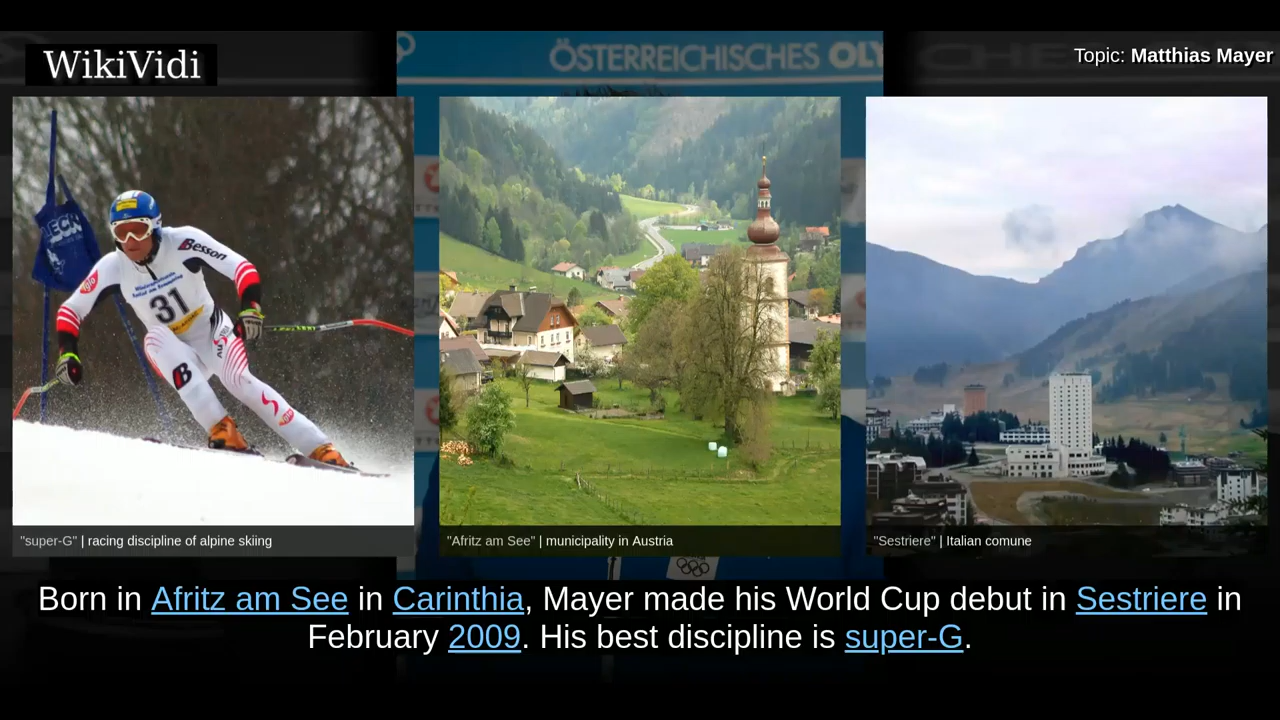 WikiVidi
Topic: Matthias Mayer
ÖSTERREICHISCHES OLY
Besson
31
"super-G" | racing discipline of alpine skiing
"Afritz am See" | municipality in Austria
"Sestriere" | Italian comune
Born in Afritz am See in Carinthia, Mayer made his World Cup debut in Sestriere in
February 2009. His best discipline is super-G.